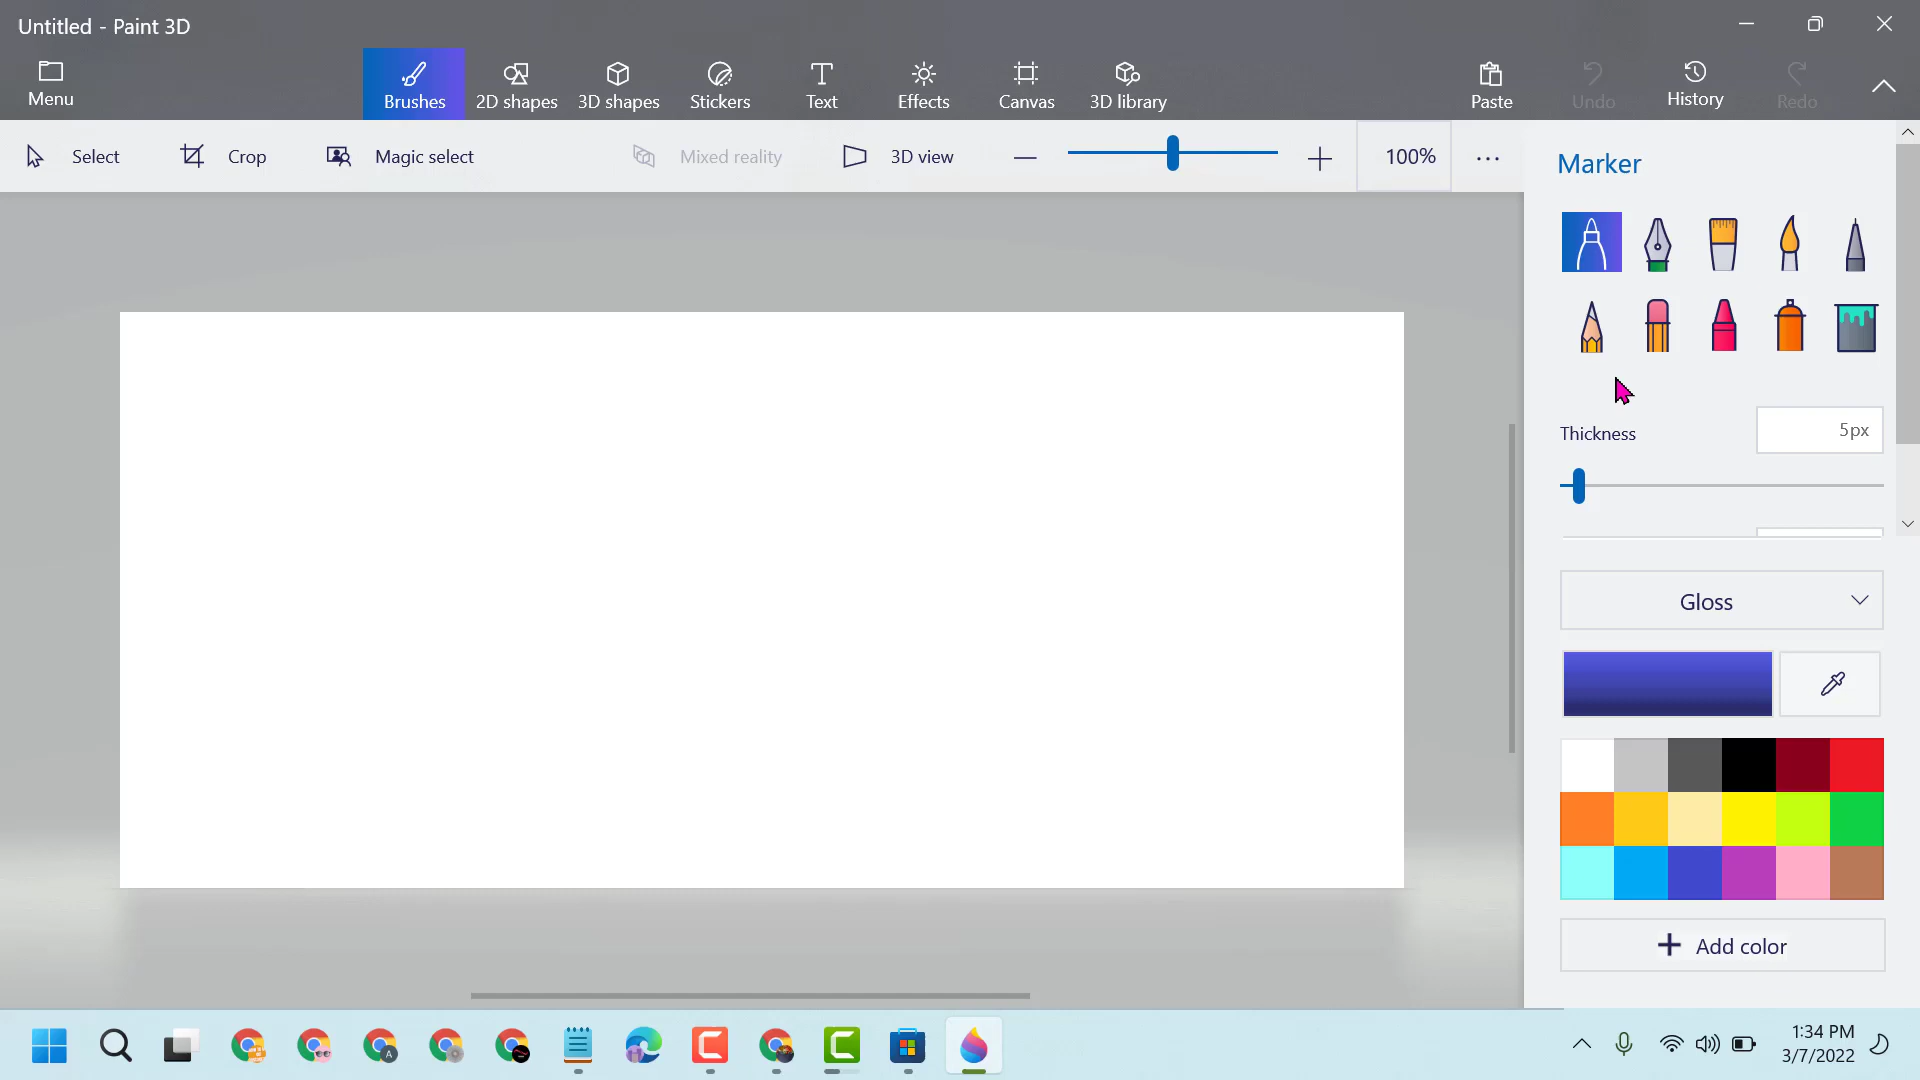 Untitled - Paint 3D
Menu
Brushes
2D shapes
3D shapes
Stickers
Text
Effects
Canvas
3D library
Paste
Undo
History
Redo
Select
Crop
Magic select
Mixed reality
3D view
100%
Marker
Thickness
5px
Gloss
Add color
A
1:34 PM
3/7/2022